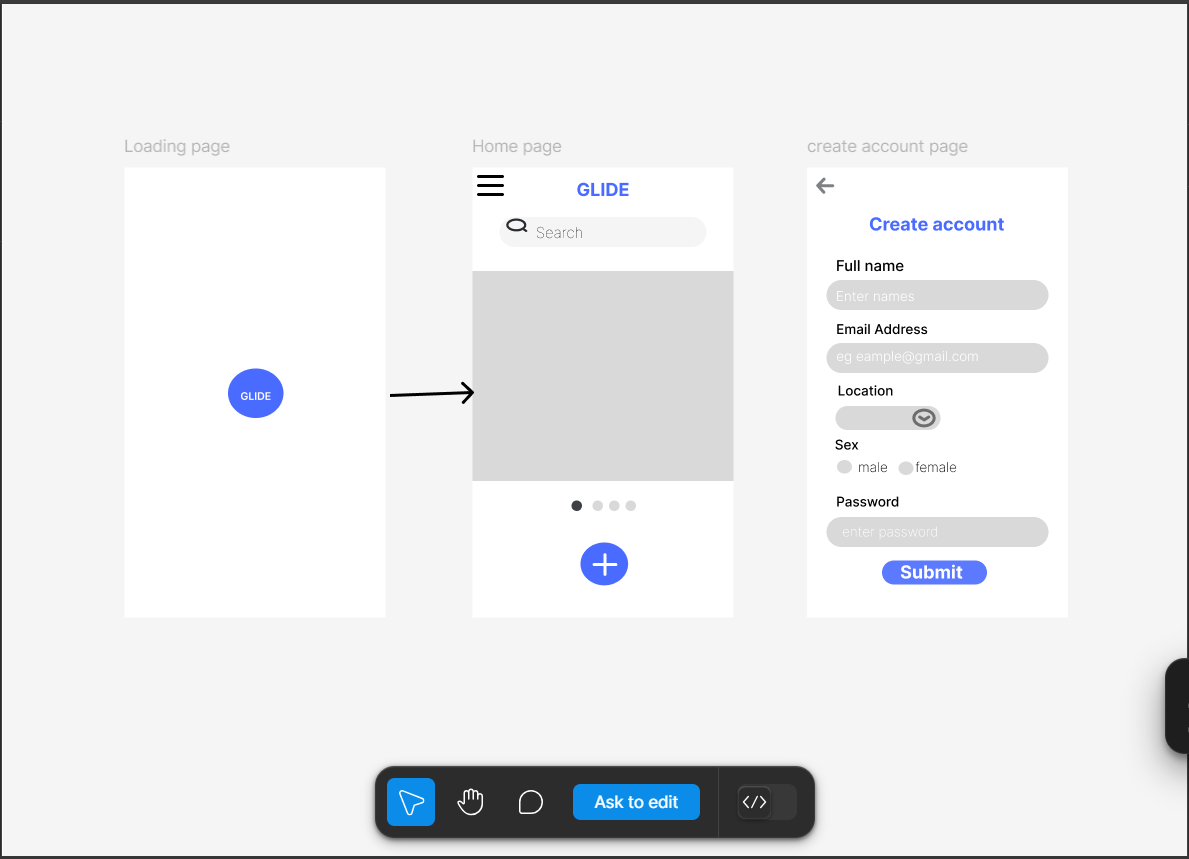 Loading page
Home page
create account page
GLIDE
GLIDE
Search
Create account
Full name
Enter names
Email Address
eg eample@gmail.com
Location
Sex
male female
Password
enter password
Submit
Ask to edit